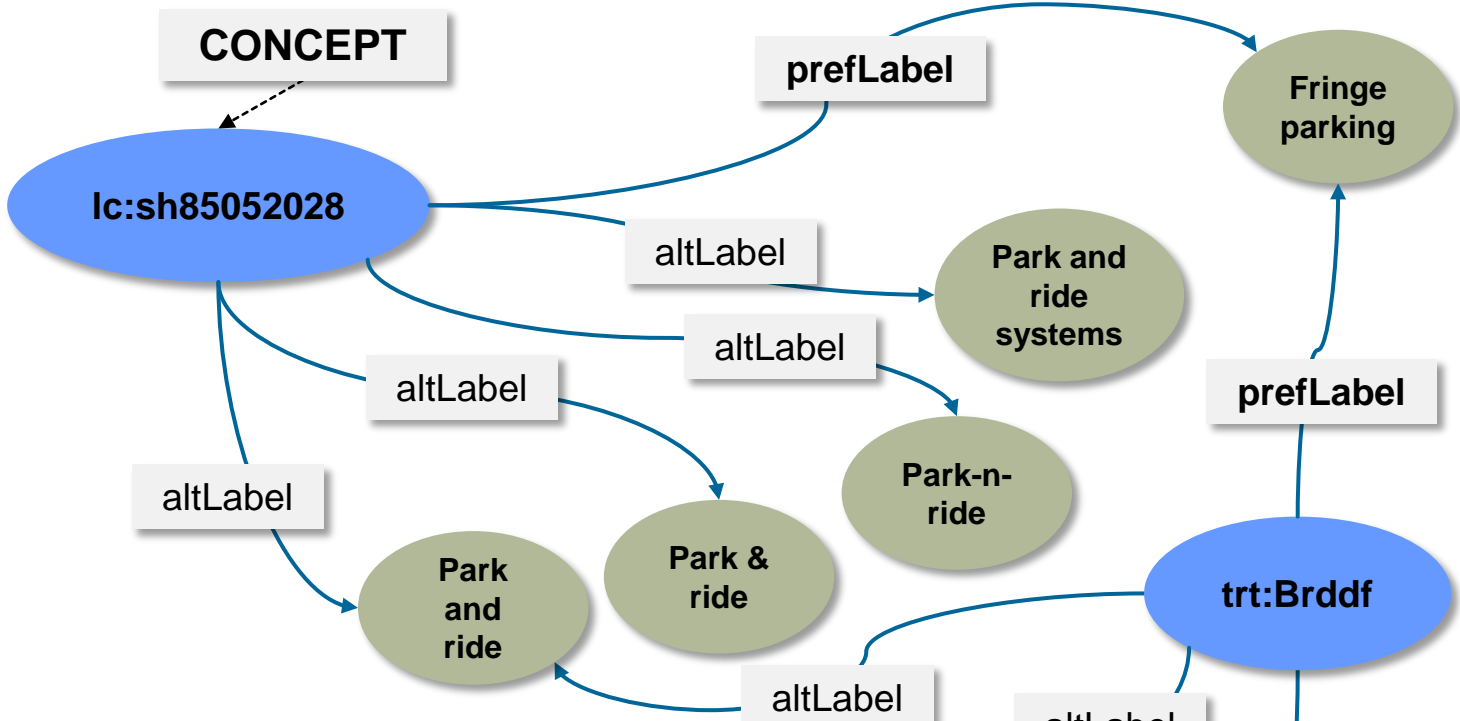 CONCEPT
prefLabel
Fringe
parking
lc:sh85052028
altLabel
Park and
ride
systems
altLabel
altLabel
prefLabel
altLabel
Park-n-
ride
Park &
ride
Park
and
ride
trt:Brddf
altLabel
altLabel